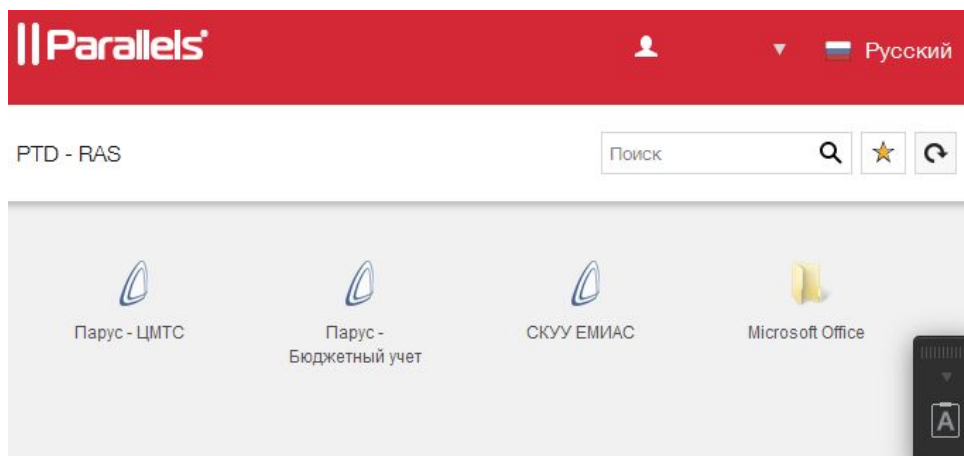 Parallels®
Русский
PTD - RAS
Поиск
Парус - ЦМТС
Парус -
Бюджетный учет
СКУУ ЕМИАС
Microsoft Office
A